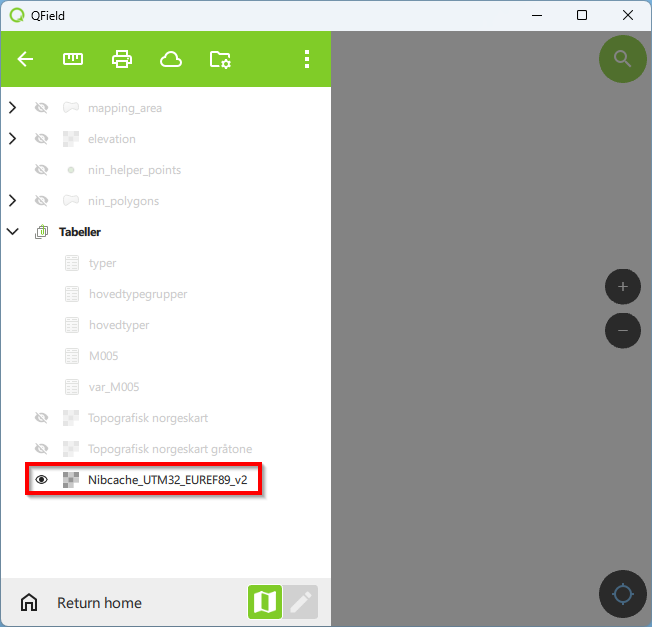 QField
mapping_area
elevation
nin_helper_points
nin_polygons
Tabeller
typer
hovedtypegrupper
hovedtyper
M005
var_M005
Topografisk norgeskart
Topografisk norgeskart gråtone
Nibcache_UTM32_EUREF89_v2
Return home